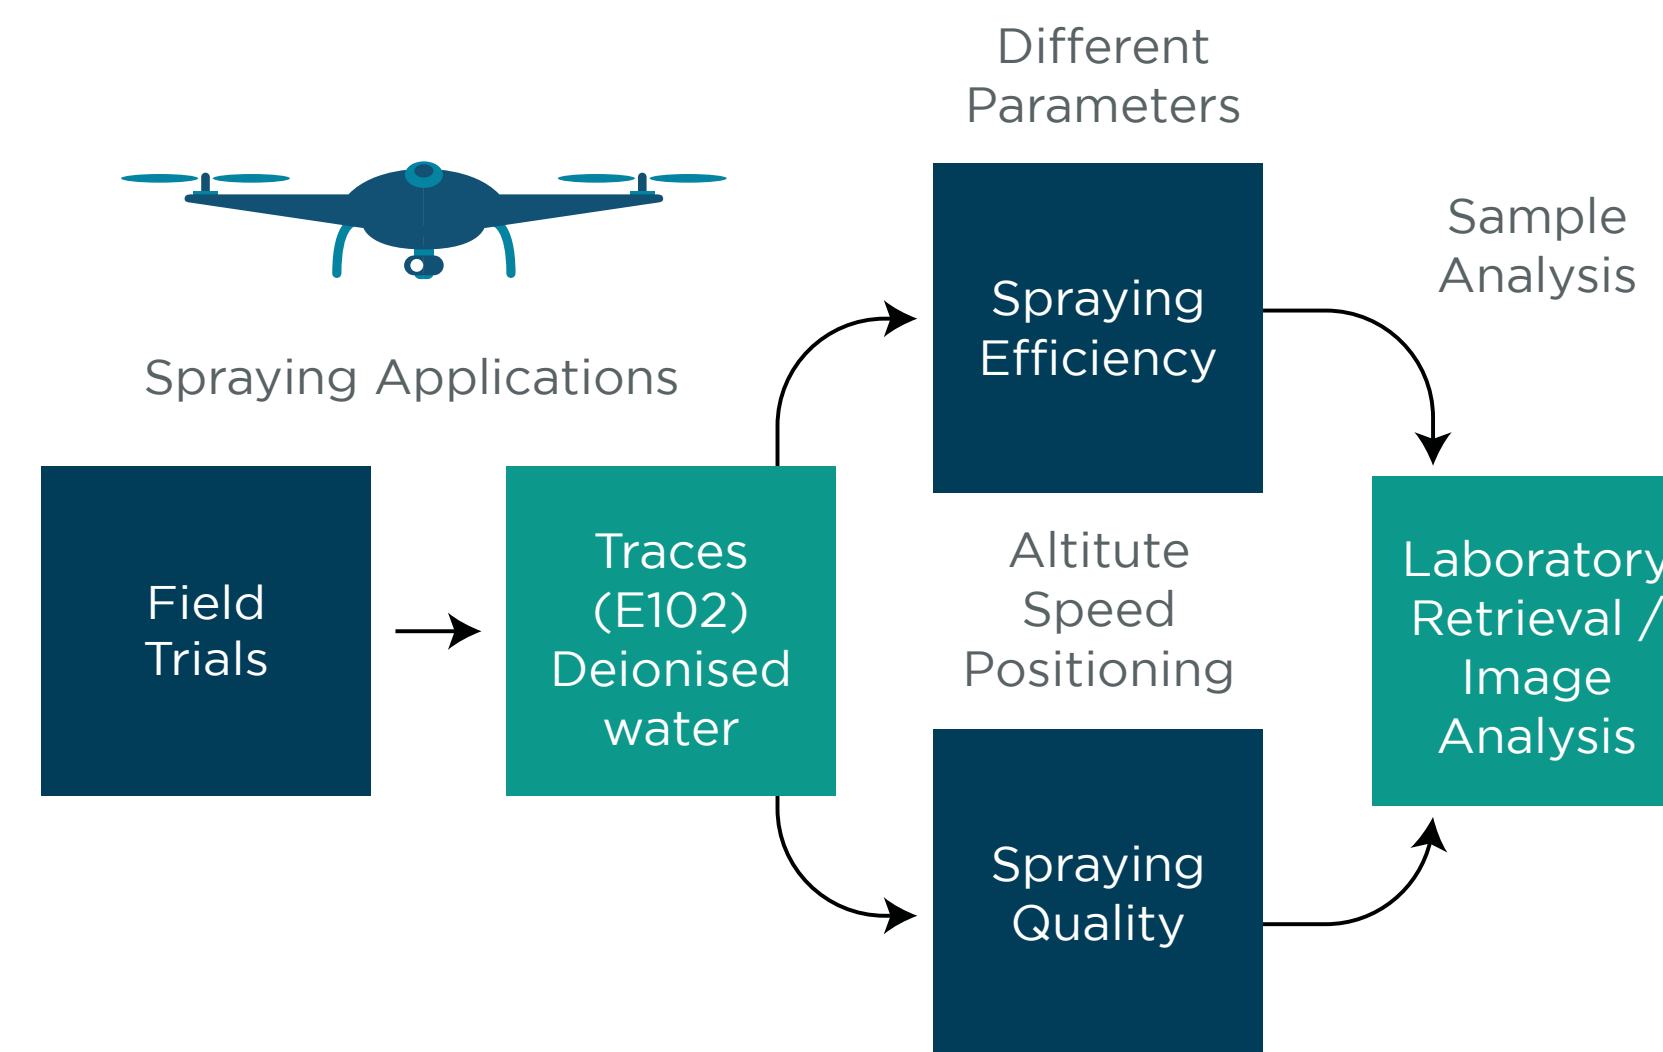 Different
Parameters
Sample
Analysis
Spraying
Efficiency
Spraying Applications
Field
Trials
Traces
(E102)
Deionised
water
Altitute
Speed
Positioning
Laboratory
Retrieval /
Image
Analysis
Spraying
Quality